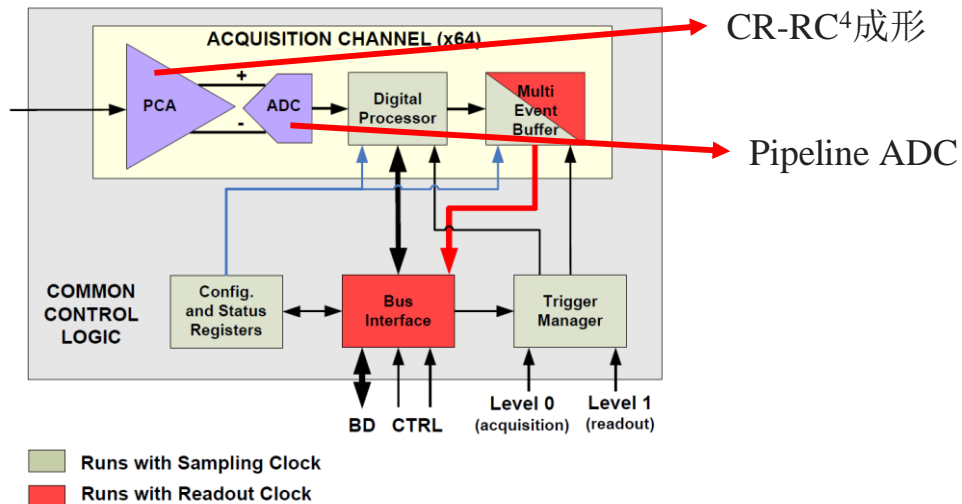 CR-RC⁴成形
ACQUISITION CHANNEL (x64)
PCA
+
-
ADC
Digital
Processor
Multi
Event
Buffer
Pipeline ADC
COMMON
CONTROL
LOGIC
Config.
and Status
Registers
Bus
Interface
Trigger
Manager
BD
CTRL
Level 0
(acquisition)
Level 1
(readout)
Runs with Sampling Clock
Runs with Readout Clock